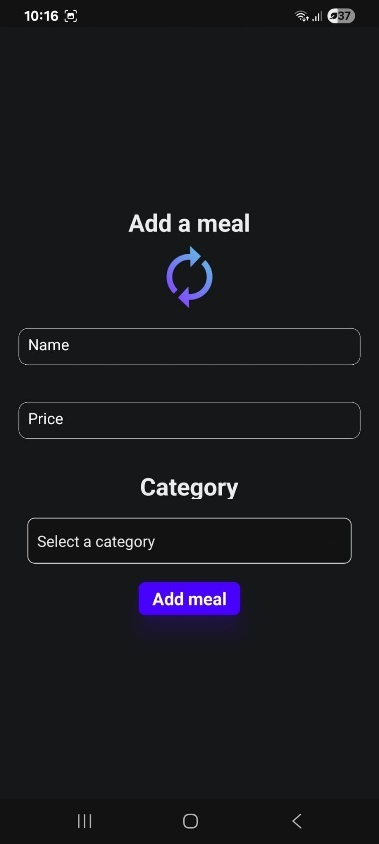 10:16
37
Add a meal
Name
Price
Category
Select a category
Add meal